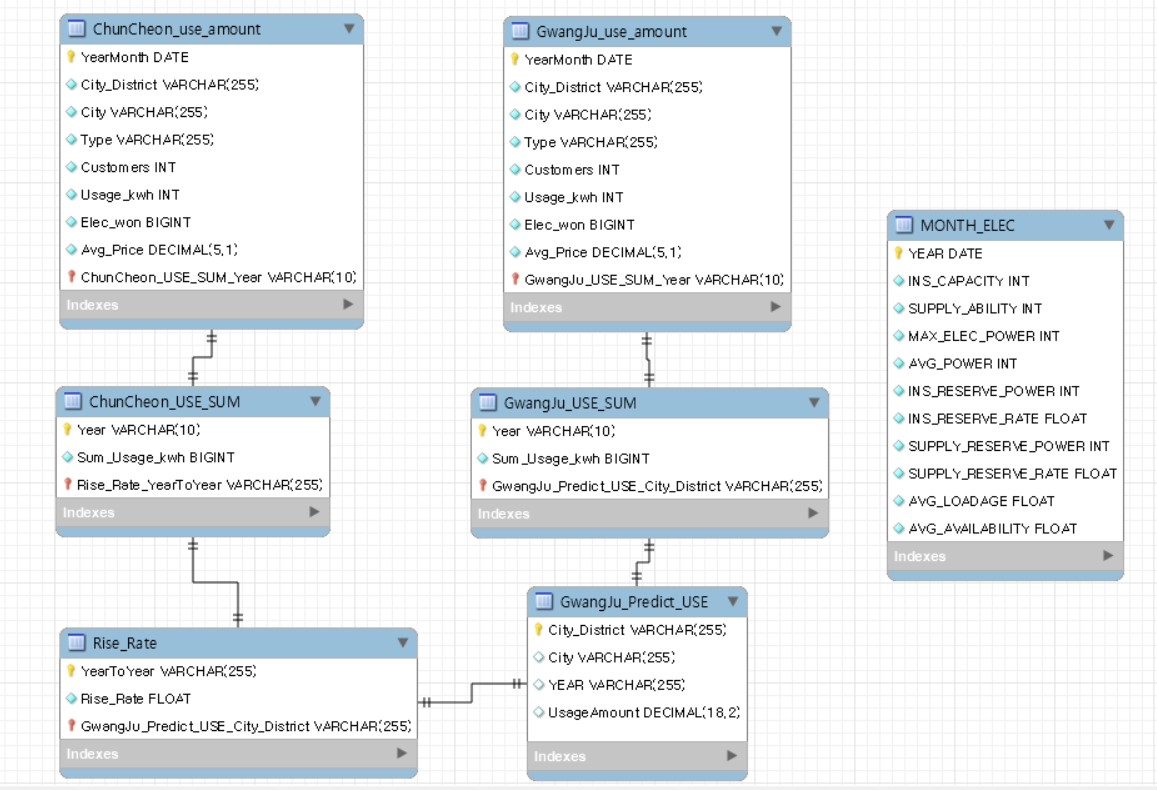 ChunCheon_use_amount
YearMonth DATE
City_District VARCHAR(255)
City VARCHAR(255)
Type VARCHAR(255)
Customers INT
Usage_kwh INT
Elec_won BIGINT
Avg_Price DECIMAL(5,1)
ChunCheon_USE_SUM_Year VARCHAR(10)
Indexes
GwangJu_use_amount
YearMonth DATE
City_District VARCHAR(255)
City VARCHAR(255)
Type VARCHAR(255)
Customers INT
Usage_kwh INT
Elec_won BIGINT
Avg_Price DECIMAL(5,1)
GwangJu_USE_SUM_Year VARCHAR(10)
Indexes
MONTH_ELEC
YEAR DATE
INS_CAPACITY INT
SUPPLY_ABILITY INT
MAX_ELEC_POWER INT
AVG_POWER INT
INS_RESERVE_POWER INT
INS_RESERVE_RATE FLOAT
SUPPLY_RESERVE_POWER INT
SUPPLY_RESERVE_RATE FLOAT
AVG_LOADAGE FLOAT
AVG_AVAILABILITY FLOAT
Indexes
ChunCheon_USE_SUM
Year VARCHAR(10)
Sum_Usage_kwh BIGINT
Rise_Rate_YearToYear VARCHAR(255)
Indexes
GwangJu_USE_SUM
Year VARCHAR(10)
Sum_Usage_kwh BIGINT
GwangJu_Predict_USE_City_District VARCHAR(255)
Indexes
Rise_Rate
YearToYear VARCHAR(255)
Rise_Rate FLOAT
GwangJu_Predict_USE_City_District VARCHAR(255)
Indexes
GwangJu_Predict_USE
City_District VARCHAR(255)
City VARCHAR(255)
YEAR VARCHAR(255)
UsageAmount DECIMAL(18,2)
Indexes